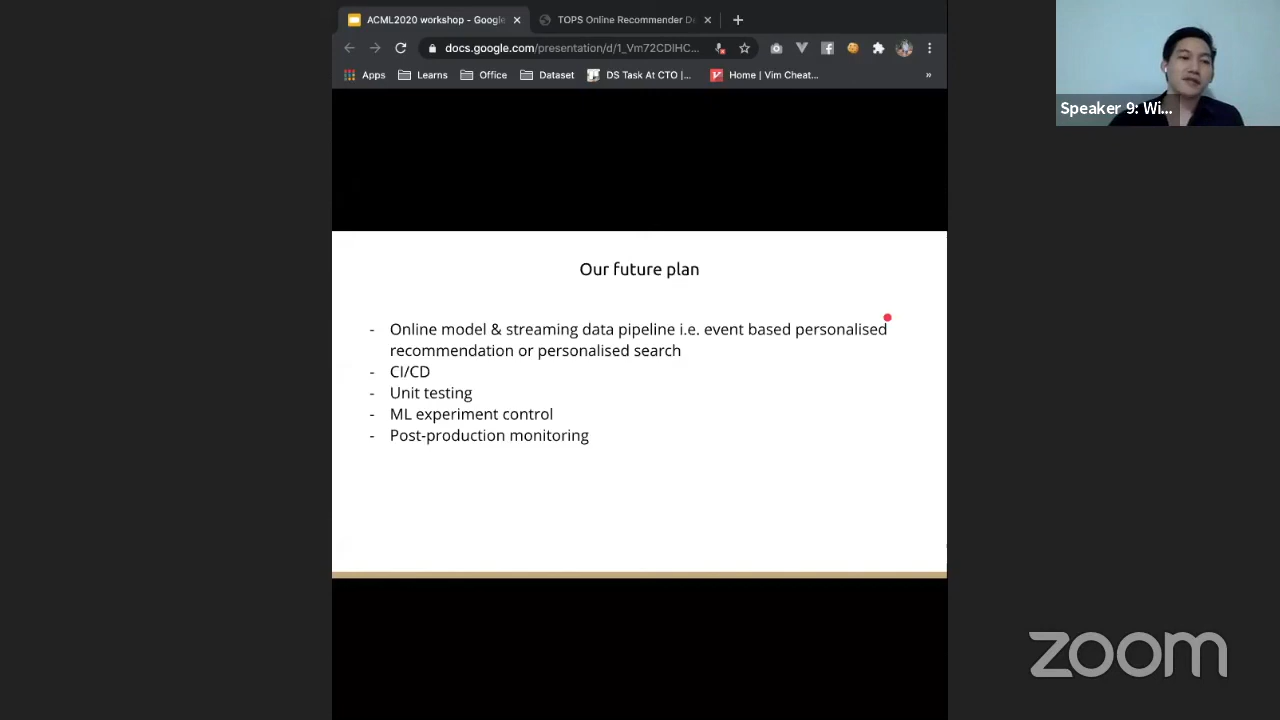 ACML2020 workshop - Google
TOPS Online Recommender De
docs.google.com/presentation/d/1_Vm72CDIHC...
Apps
Learns
Office
Dataset
DS Task At CTO |...
Home | Vim Cheat...
»
Speaker 9: Wi...
Our future plan
- Online model & streaming data pipeline i.e. event based personalised
recommendation or personalised search
- CI/CD
- Unit testing
- ML experiment control
- Post-production monitoring
zoom